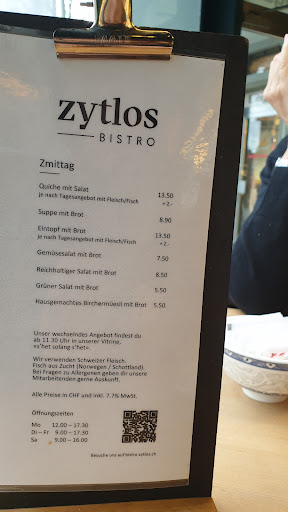 zytlos
BISTRO
Zmittag
Quiche mit Salat 13.50
je nach Tagesangebot mit Fleisch/Fisch +2.-
Suppe mit Brot 8.90
Eintopf mit Brot 13.50
je nach Tagesangebot mit Fleisch/Fisch +2.-
Gemüsesalat mit Brot 7.50
Reichhaltiger Salat mit Brot 8.50
Grüner Salat mit Brot 5.50
Hausgemachtes Birchermüesli mit Brot 5.50
Unser wechselndes Angebot findest du
ab 11.30 Uhr in unserer Vitrine,
«s'het solang s'het».
Wir verwenden Schweizer Fleisch.
Fisch aus Zucht (Norwegen / Schottland).
Bei Fragen zu Allergenen geben dir unsere
Mitarbeitenden gerne Auskunft.
Alle Preise in CHF und inkl. 7.7% MwSt.
Öffnungszeiten
Mo 12.00 – 17.30
Di – Fr 9.00 – 17.30
Sa 9.00 – 16.00
Besuche uns auf bistro-zytlos.ch